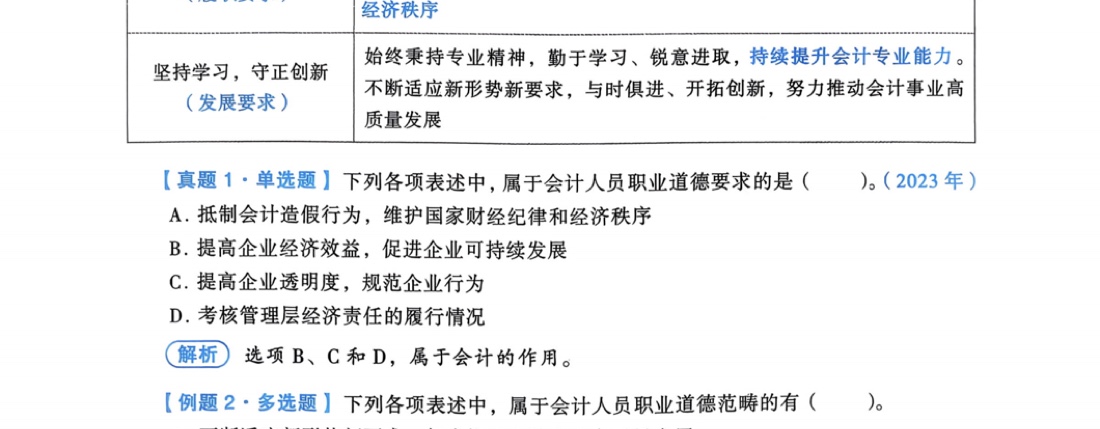 经济秩序
坚持学习，守正创新
（发展要求）
始终秉持专业精神，勤于学习、锐意进取，持续提升会计专业能力。
不断适应新形势新要求，与时俱进、开拓创新，努力推动会计事业高
质量发展
【真题 1·单选题】下列各项表述中，属于会计人员职业道德要求的是（　　）。（2023 年）
A. 抵制会计造假行为，维护国家财经纪律和经济秩序
B. 提高企业经济效益，促进企业可持续发展
C. 提高企业透明度，规范企业行为
D. 考核管理层经济责任的履行情况
解析 选项 B、C 和 D，属于会计的作用。
【例题 2·多选题】下列各项表述中，属于会计人员职业道德范畴的有（　　）。